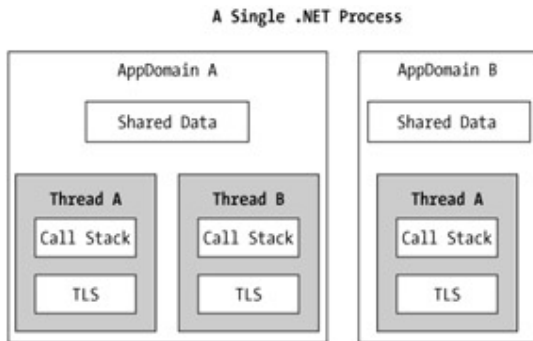 A Single .NET Process
AppDomain A
Shared Data
Thread A
Call Stack
TLS
Thread B
Call Stack
TLS
AppDomain B
Shared Data
Thread A
Call Stack
TLS